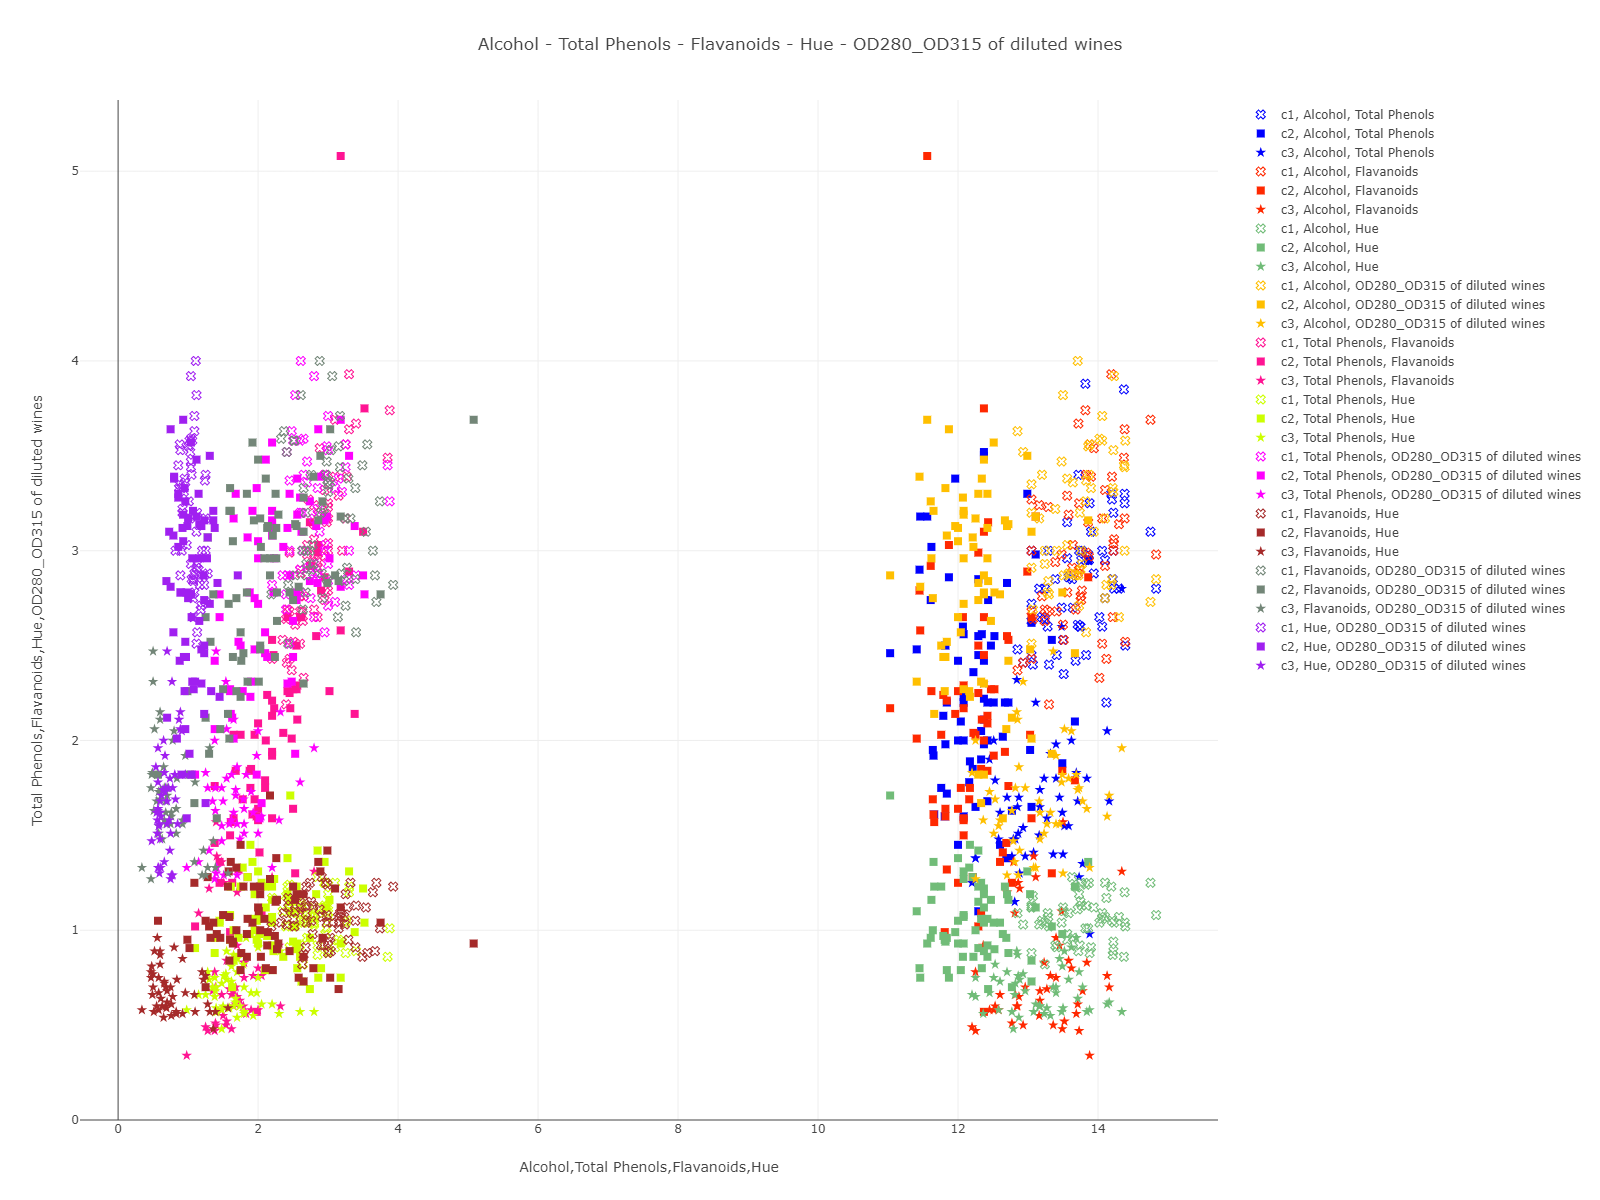 Alcohol - Total Phenols - Flavanoids - Hue - OD280_OD315 of diluted wines
Total Phenols,Flavanoids,Hue,OD280_OD315 of diluted wines
5
4
3
2
1
0
0
2
4
6
8
10
12
14
Alcohol,Total Phenols,Flavanoids,Hue
c1, Alcohol, Total Phenols
c2, Alcohol, Total Phenols
c3, Alcohol, Total Phenols
c1, Alcohol, Flavanoids
c2, Alcohol, Flavanoids
c3, Alcohol, Flavanoids
c1, Alcohol, Hue
c2, Alcohol, Hue
c3, Alcohol, Hue
c1, Alcohol, OD280_OD315 of diluted wines
c2, Alcohol, OD280_OD315 of diluted wines
c3, Alcohol, OD280_OD315 of diluted wines
c1, Total Phenols, Flavanoids
c2, Total Phenols, Flavanoids
c3, Total Phenols, Flavanoids
c1, Total Phenols, Hue
c2, Total Phenols, Hue
c3, Total Phenols, Hue
c1, Total Phenols, OD280_OD315 of diluted wines
c2, Total Phenols, OD280_OD315 of diluted wines
c3, Total Phenols, OD280_OD315 of diluted wines
c1, Flavanoids, Hue
c2, Flavanoids, Hue
c3, Flavanoids, Hue
c1, Flavanoids, OD280_OD315 of diluted wines
c2, Flavanoids, OD280_OD315 of diluted wines
c3, Flavanoids, OD280_OD315 of diluted wines
c1, Hue, OD280_OD315 of diluted wines
c2, Hue, OD280_OD315 of diluted wines
c3, Hue, OD280_OD315 of diluted wines